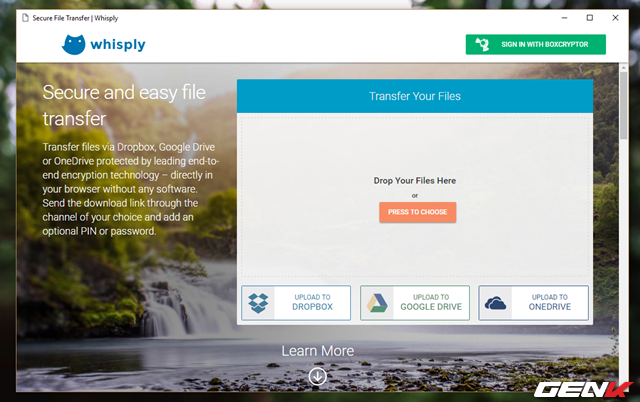 Secure File Transfer | Whisply
whisply
SIGN IN WITH BOXCRYPTOR
Secure and easy file
transfer
Transfer files via Dropbox, Google Drive
or OneDrive protected by leading end-to-
end encryption technology – directly in
your browser without any software.
Send the download link through the
channel of your choice and add an
optional PIN or password.
Transfer Your Files
Drop Your Files Here
or
PRESS TO CHOOSE
UPLOAD TO
DROPBOX
UPLOAD TO
GOOGLE DRIVE
UPLOAD TO
ONEDRIVE
Learn More
GENK